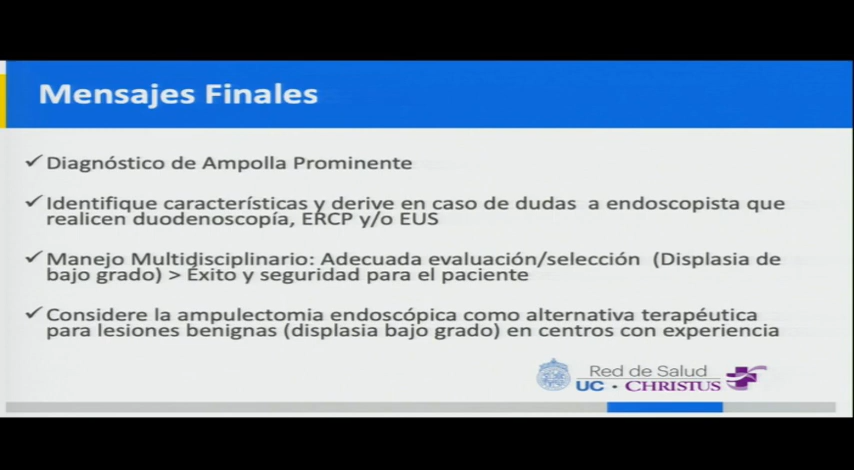 Mensajes Finales
✓Diagnóstico de Ampolla Prominente
✓Identifique características y derive en caso de dudas a endoscopista que
realicen duodenoscopía, ERCP y/o EUS
✓Manejo Multidisciplinario: Adecuada evaluación/selección (Displasia de
bajo grado) > Éxito y seguridad para el paciente
✓Considere la ampulectomia endoscópica como alternativa terapéutica
para lesiones benignas (displasia bajo grado) en centros con experiencia
Red de Salud
UC · CHRISTUS